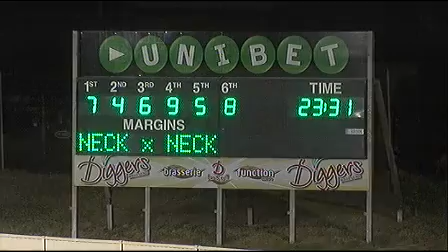 UNIBET
1ST 2ND 3RD 4TH 5TH 6TH TIME
7 4 6 9 5 8 23:31
MARGINS
NECK x NECK
Diggers brasserie D function Diggers